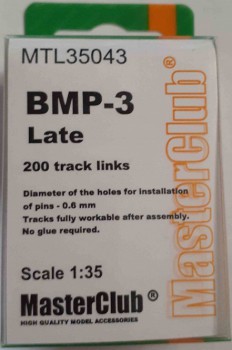 MTL35043
BMP-3
Late
200 track links
Diameter of the holes for installation
of pins - 0.6 mm
Tracks fully workable after assembly.
No glue required.
Scale 1:35
MasterClub®
HIGH QUALITY MODEL ACCESSORIES
MasterClub®